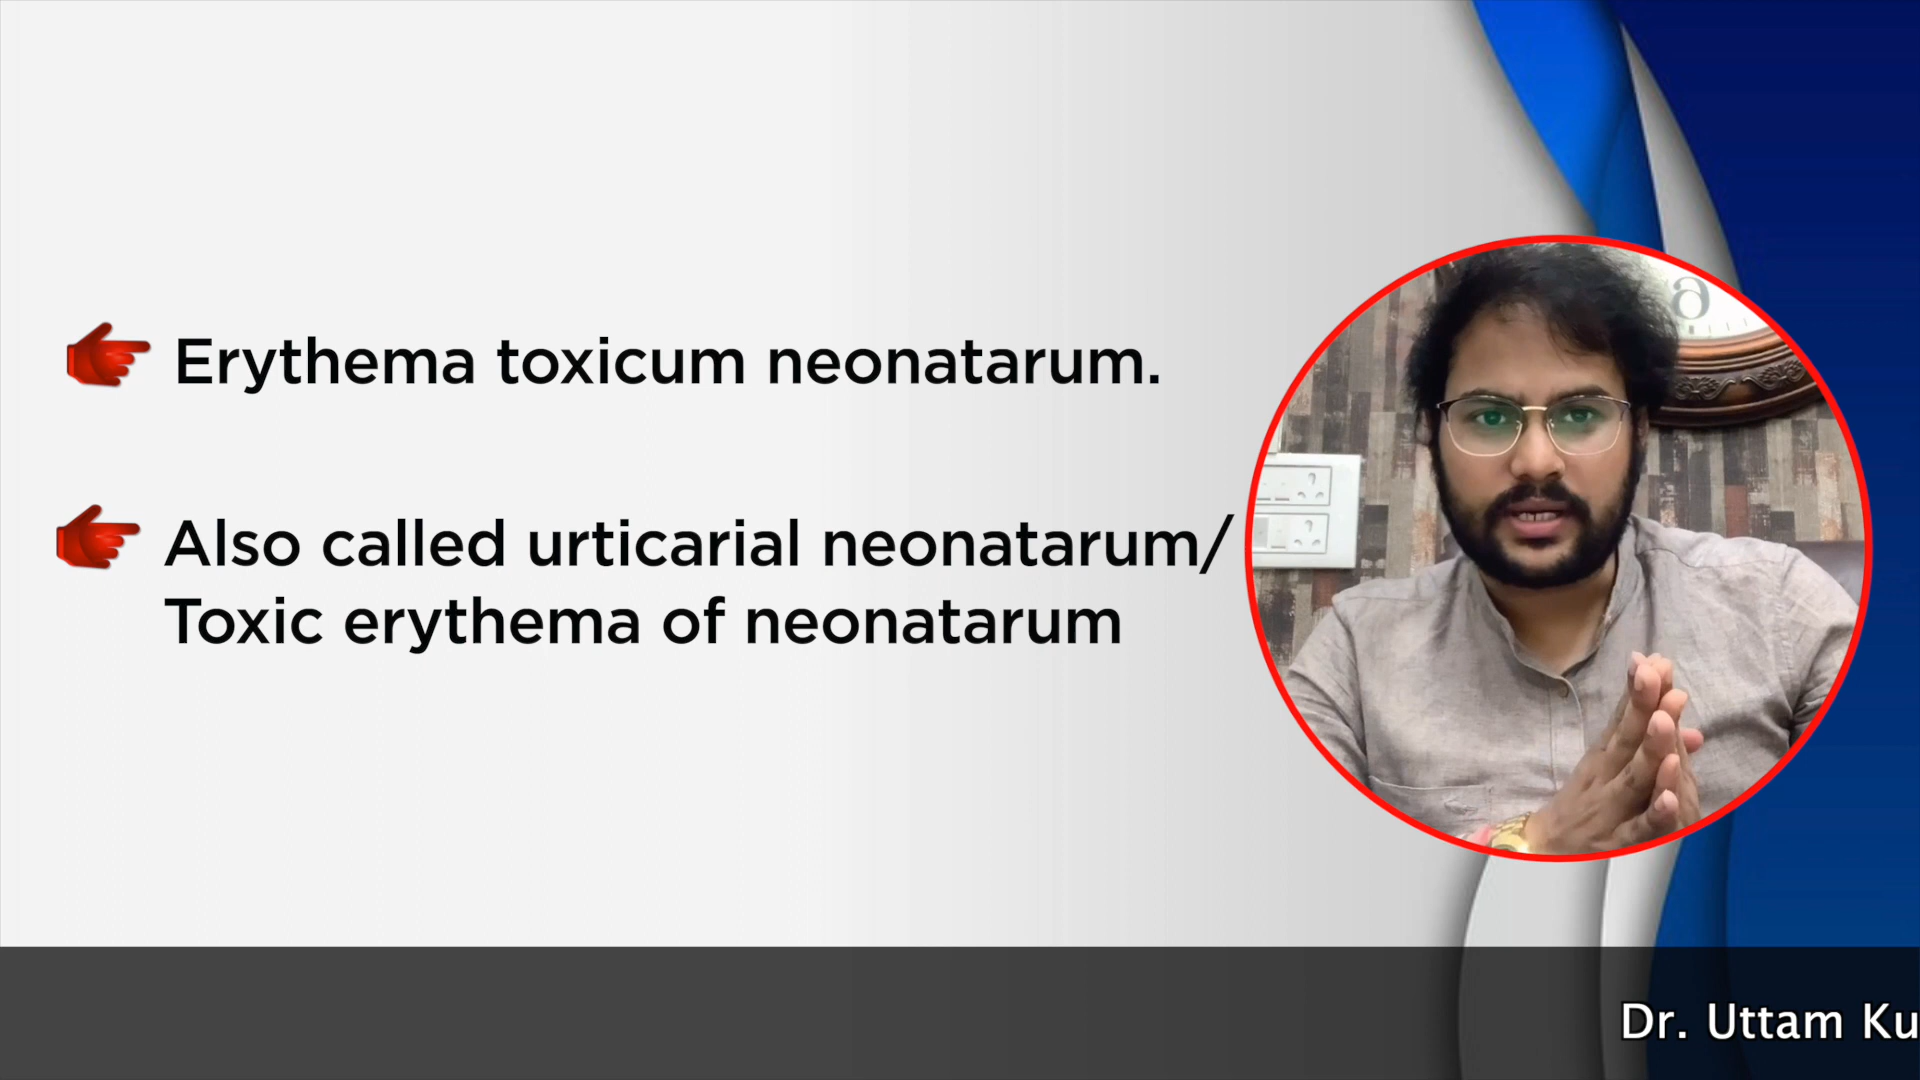 Erythema toxicum neonatarum.
Also called urticarial neonatarum/
Toxic erythema of neonatarum
Dr. Uttam Ku